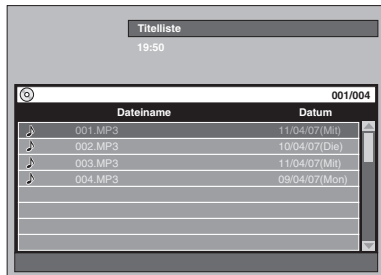 Titelliste
19:50
001/004
Dateiname Datum
001.MP3 11/04/07(Mit)
002.MP3 10/04/07(Die)
003.MP3 11/04/07(Mit)
004.MP3 09/04/07(Mon)